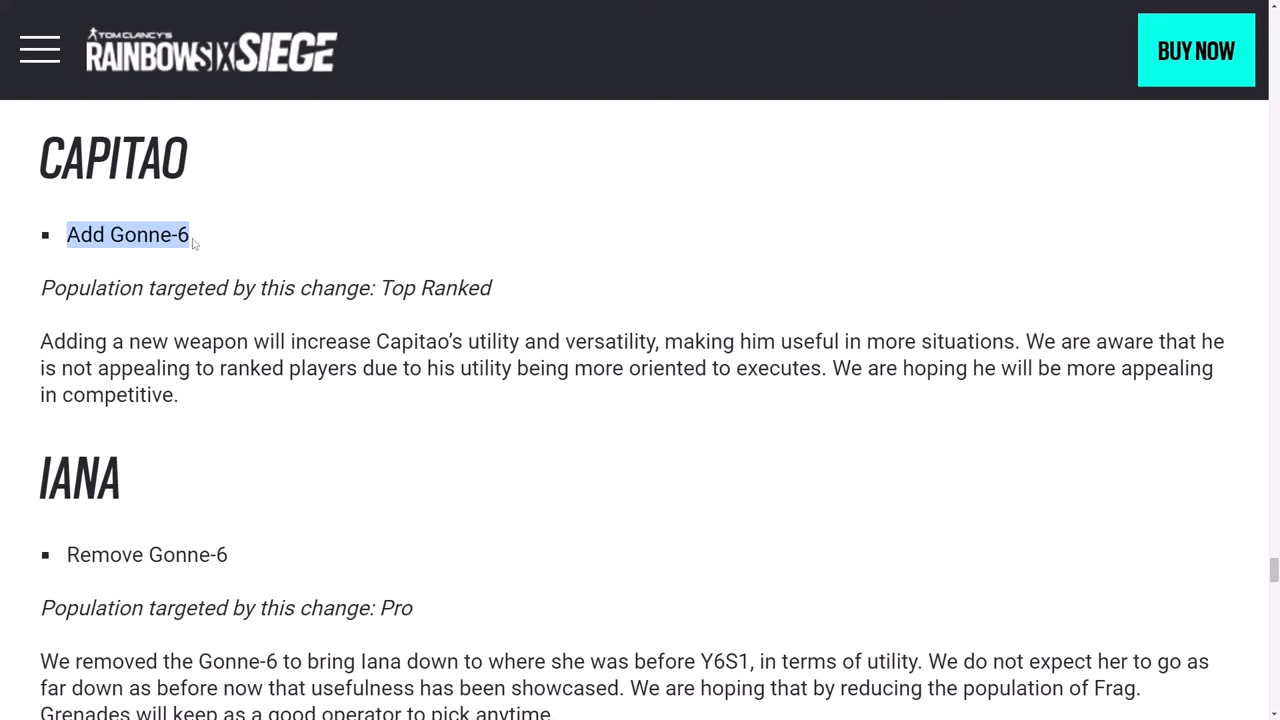 TOM CLANCY'S
RAINBOWSIXSIEGE
BUY NOW
CAPITAO
▪ Add Gonne-6
Population targeted by this change: Top Ranked
Adding a new weapon will increase Capitao’s utility and versatility, making him useful in more situations. We are aware that he
is not appealing to ranked players due to his utility being more oriented to executes. We are hoping he will be more appealing
in competitive.
IANA
▪ Remove Gonne-6
Population targeted by this change: Pro
We removed the Gonne-6 to bring Iana down to where she was before Y6S1, in terms of utility. We do not expect her to go as
far down as before now that usefulness has been showcased. We are hoping that by reducing the population of Frag.
Grenades will keep as a good operator to pick anytime.